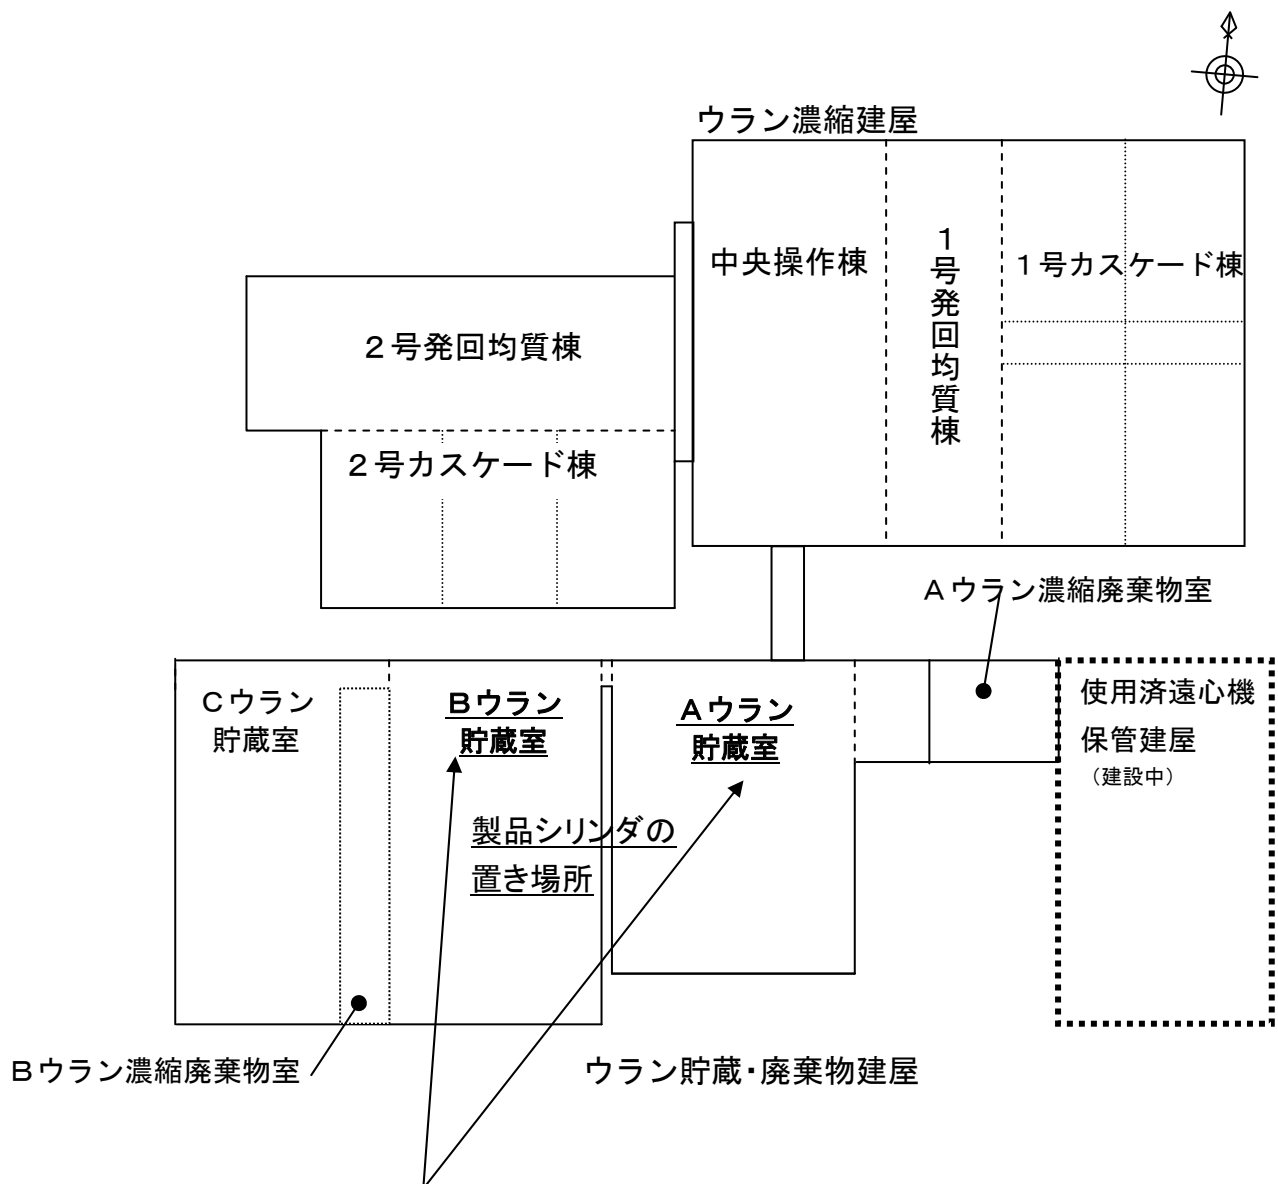 ウラン濃縮建屋
中央操作棟
1号発回均質棟
1号カスケード棟
2号発回均質棟
2号カスケード棟
Aウラン濃縮廃棄物室
Cウラン
貯蔵室
Bウラン
貯蔵室
Aウラン
貯蔵室
使用済遠心機
保管建屋
(建設中)
製品シリンダの
置き場所
Bウラン濃縮廃棄物室
ウラン貯蔵・廃棄物建屋